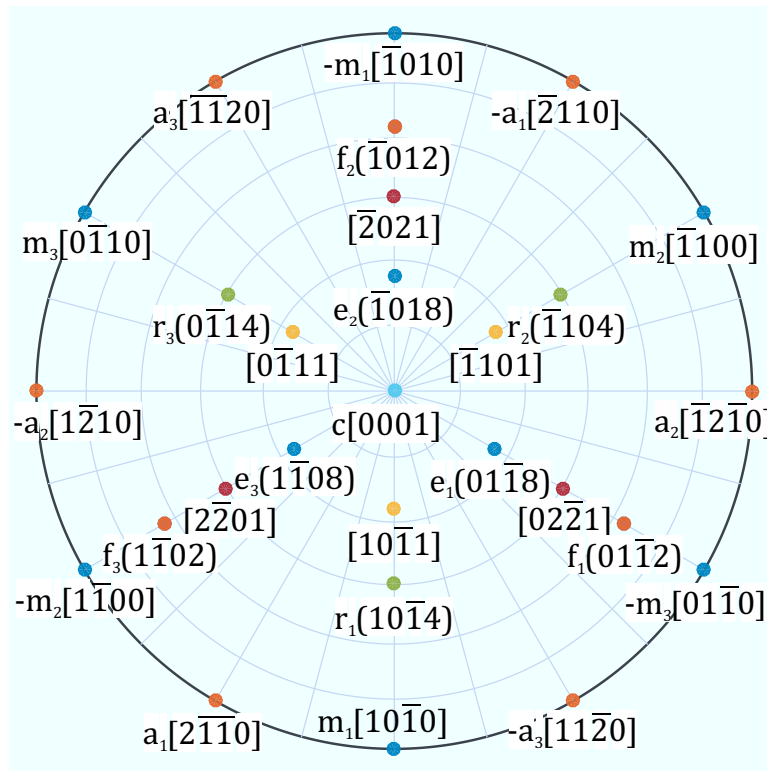 -m₁[1̅010]
a₃[1̅1̅20]
-a₁[2̅110]
f₂(1̅012)
[2̅021]
m₃[01̅10]
m₂[1̅100]
e₂(1̅018)
r₃(01̅14)
r₂(1̅104)
[01̅11]
[1̅101]
-a₂[12̅10]
c[0001]
a₂[1̅21̅0]
e₃(11̅08)
e₁(011̅8)
[22̅01]
[022̅1]
f₃(11̅02)
[101̅1]
f₁(011̅2)
-m₂[11̅00]
-m₃[011̅0]
r₁(101̅4)
a₁[21̅1̅0]
m₁[101̅0]
-a₃[112̅0]